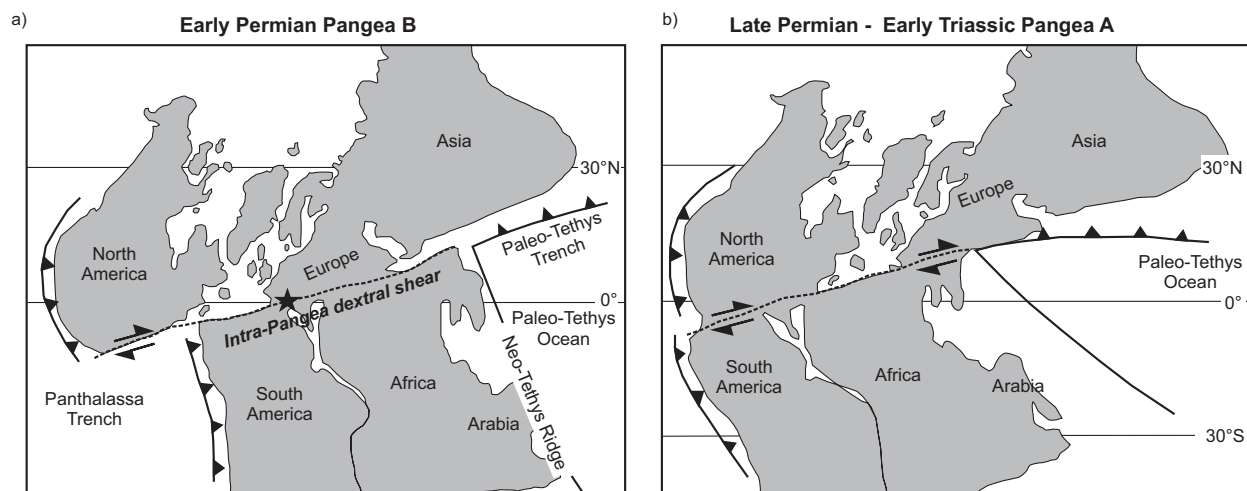 a)
Early Permian Pangea B
Asia
30°N
North
America
Europe
Paleo-Tethys
Trench
Intra-Pangea dextral shear
0°
Paleo-Tethys
Ocean
Neo-Tethys Ridge
Panthalassa
Trench
South
America
Africa
Arabia
b)
Late Permian - Early Triassic Pangea A
Asia
30°N
Europe
North
America
Paleo-Tethys
Ocean
0°
South
America
Africa
Arabia
30°S